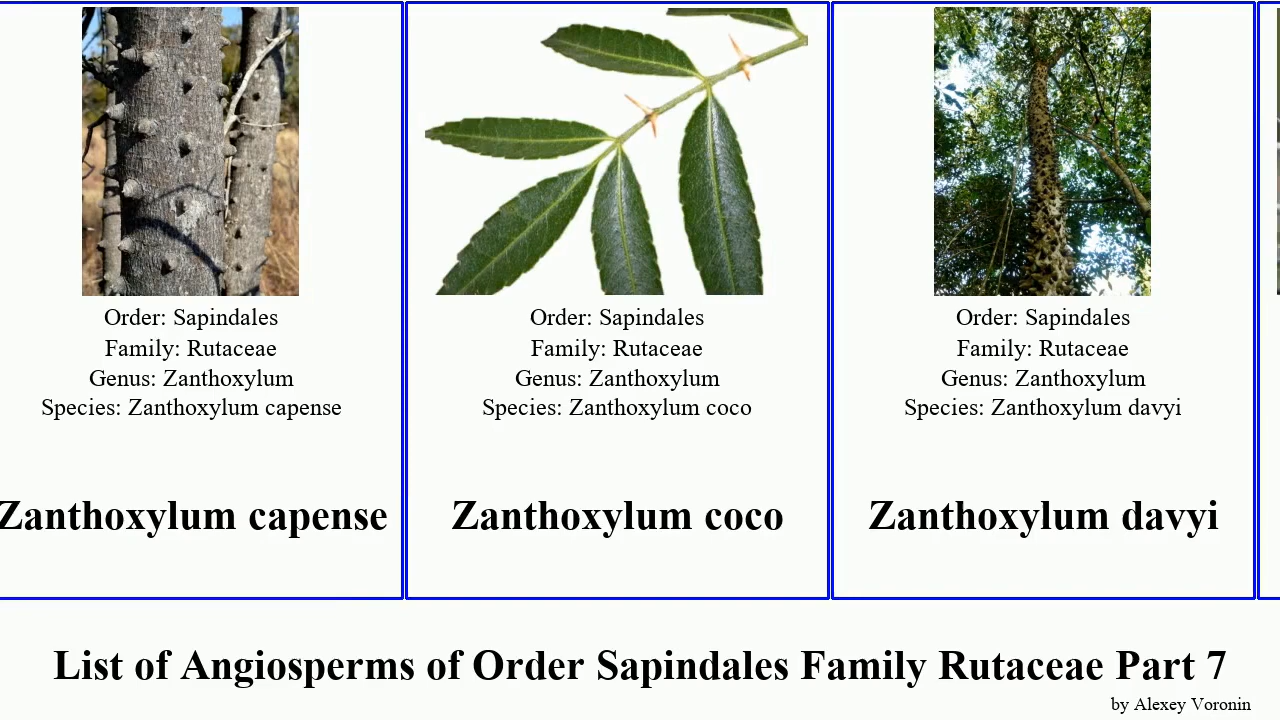 Order: Sapindales
Family: Rutaceae
Genus: Zanthoxylum
Species: Zanthoxylum capense
Zanthoxylum capense
Order: Sapindales
Family: Rutaceae
Genus: Zanthoxylum
Species: Zanthoxylum coco
Zanthoxylum coco
Order: Sapindales
Family: Rutaceae
Genus: Zanthoxylum
Species: Zanthoxylum davyi
Zanthoxylum davyi
List of Angiosperms of Order Sapindales Family Rutaceae Part 7
by Alexey Voronin